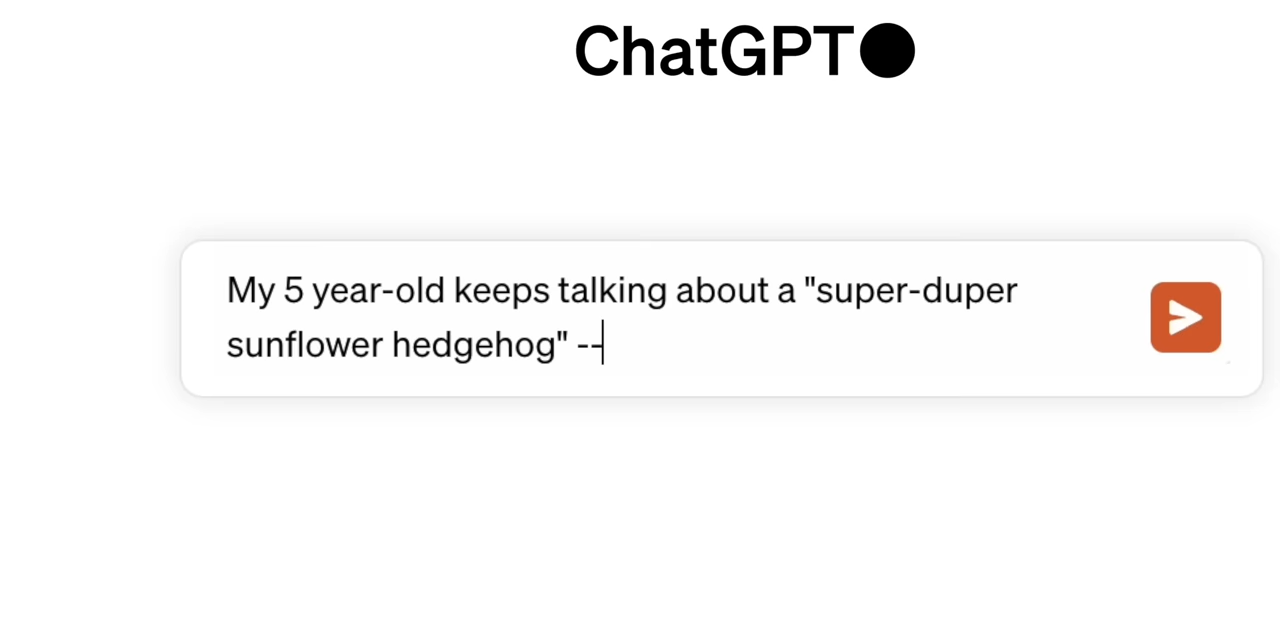 ChatGPT
My 5 year-old keeps talking about a "super-duper
sunflower hedgehog" --